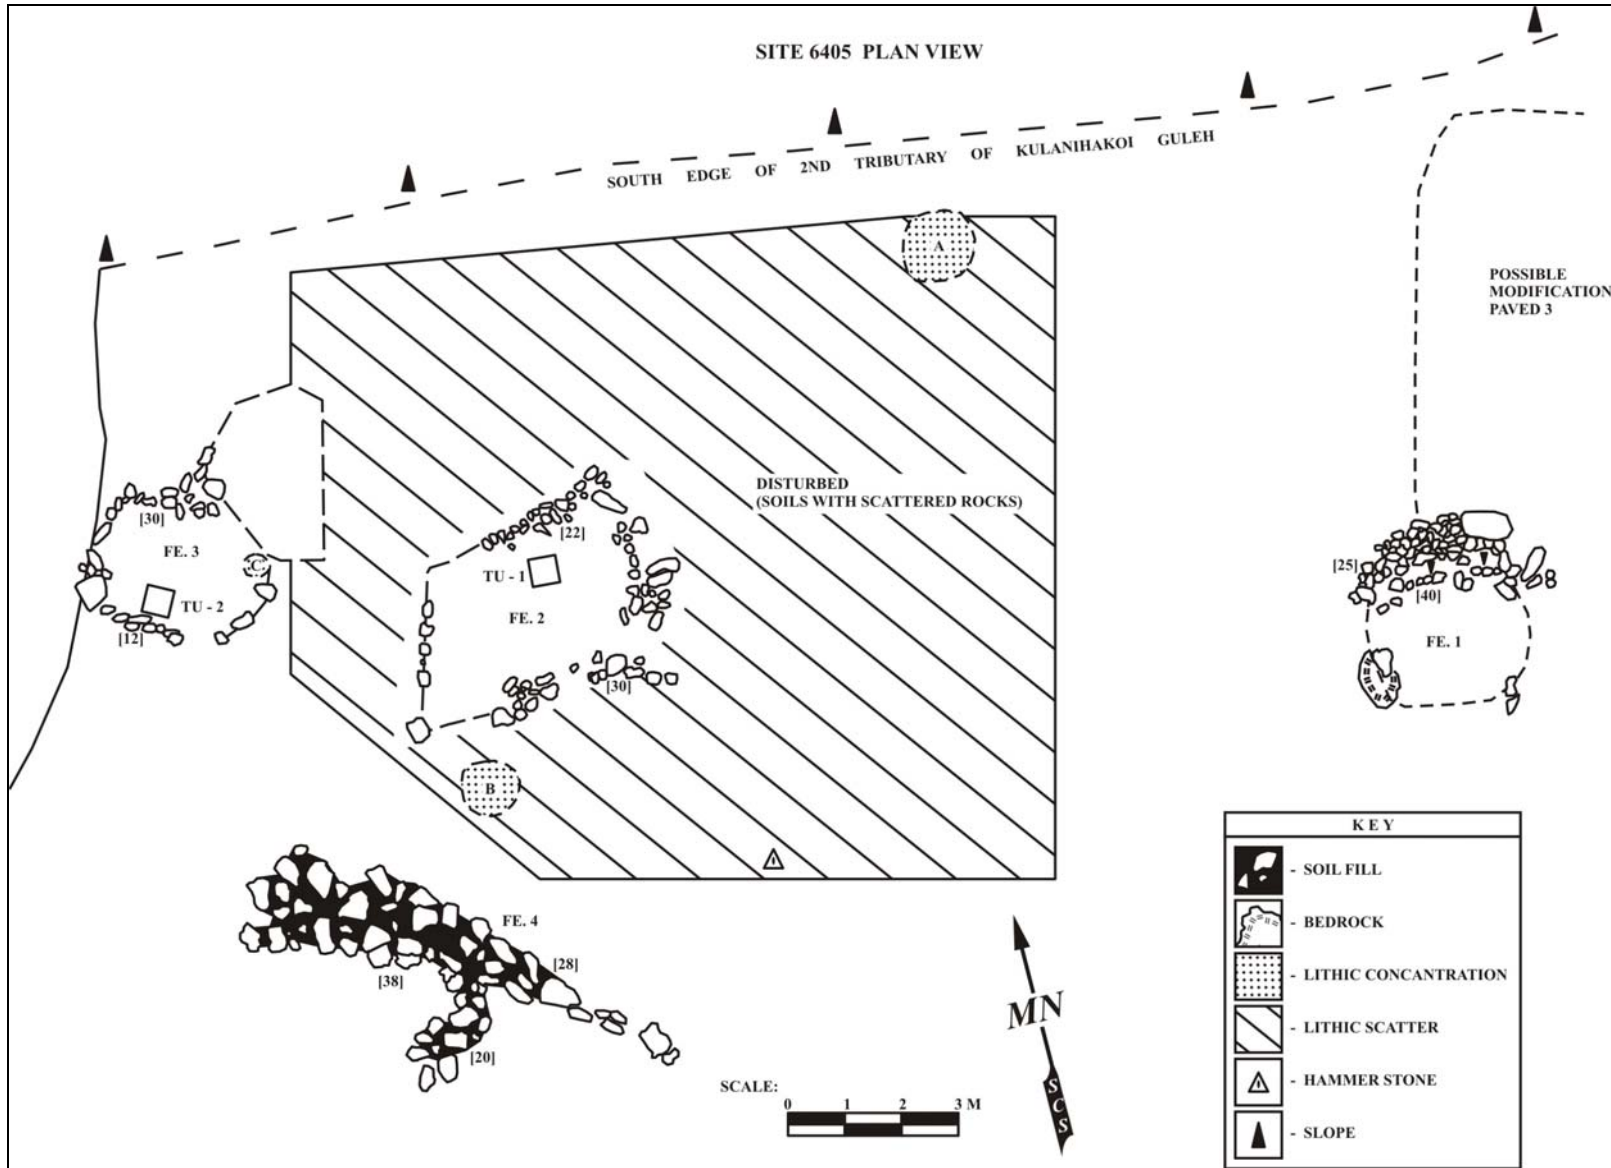 SITE 6405 PLAN VIEW
SOUTH EDGE OF 2ND TRIBUTARY OF KULANIHAKOI GULEH
A
POSSIBLE
MODIFICATION
PAVED 3
DISTURBED
(SOILS WITH SCATTERED ROCKS)
[30]
FE. 3
C
TU - 2
[12]
[22]
TU - 1
FE. 2
[30]
B
[25]
[40]
FE. 1
FE. 4
[38]
[28]
[20]
MN
SCS
SCALE:
0 1 2 3 M
KEY
- SOIL FILL
- BEDROCK
- LITHIC CONCANTRATION
- LITHIC SCATTER
- HAMMER STONE
- SLOPE